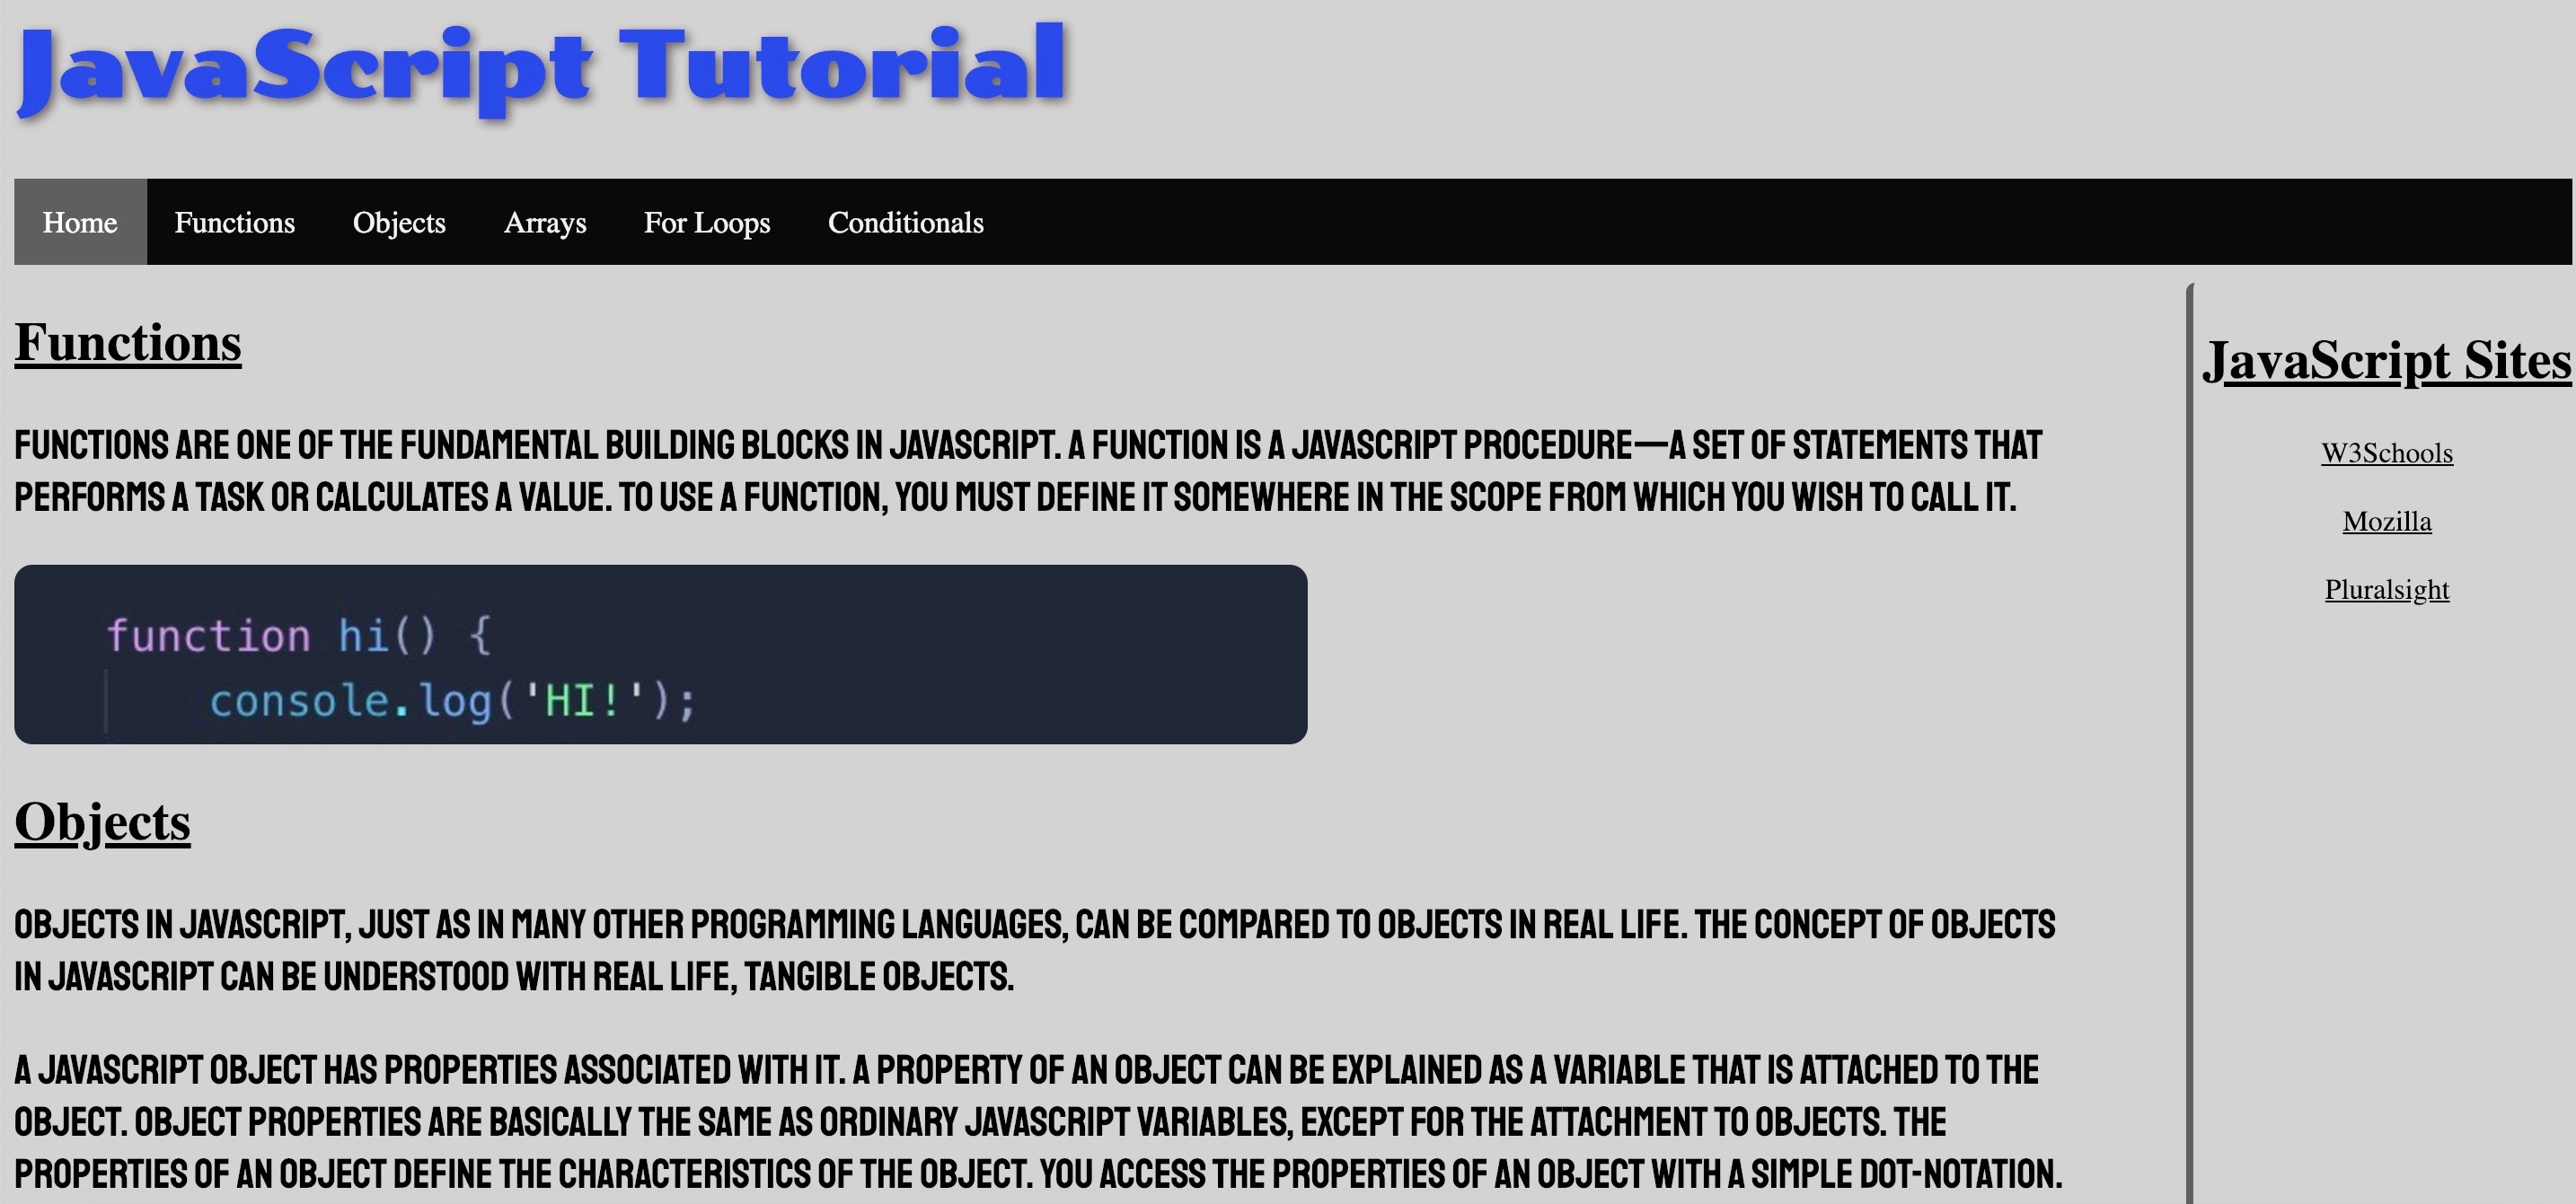 JavaScript Tutorial
Home Functions Objects Arrays For Loops Conditionals
Functions
FUNCTIONS ARE ONE OF THE FUNDAMENTAL BUILDING BLOCKS IN JAVASCRIPT. A FUNCTION IS A JAVASCRIPT PROCEDURE—A SET OF STATEMENTS THAT
PERFORMS A TASK OR CALCULATES A VALUE. TO USE A FUNCTION, YOU MUST DEFINE IT SOMEWHERE IN THE SCOPE FROM WHICH YOU WISH TO CALL IT.
function hi() {
console.log('HI!');
Objects
OBJECTS IN JAVASCRIPT, JUST AS IN MANY OTHER PROGRAMMING LANGUAGES, CAN BE COMPARED TO OBJECTS IN REAL LIFE. THE CONCEPT OF OBJECTS
IN JAVASCRIPT CAN BE UNDERSTOOD WITH REAL LIFE, TANGIBLE OBJECTS.
A JAVASCRIPT OBJECT HAS PROPERTIES ASSOCIATED WITH IT. A PROPERTY OF AN OBJECT CAN BE EXPLAINED AS A VARIABLE THAT IS ATTACHED TO THE
OBJECT. OBJECT PROPERTIES ARE BASICALLY THE SAME AS ORDINARY JAVASCRIPT VARIABLES, EXCEPT FOR THE ATTACHMENT TO OBJECTS. THE
PROPERTIES OF AN OBJECT DEFINE THE CHARACTERISTICS OF THE OBJECT. YOU ACCESS THE PROPERTIES OF AN OBJECT WITH A SIMPLE DOT-NOTATION.
JavaScript Sites
W3Schools
Mozilla
Pluralsight